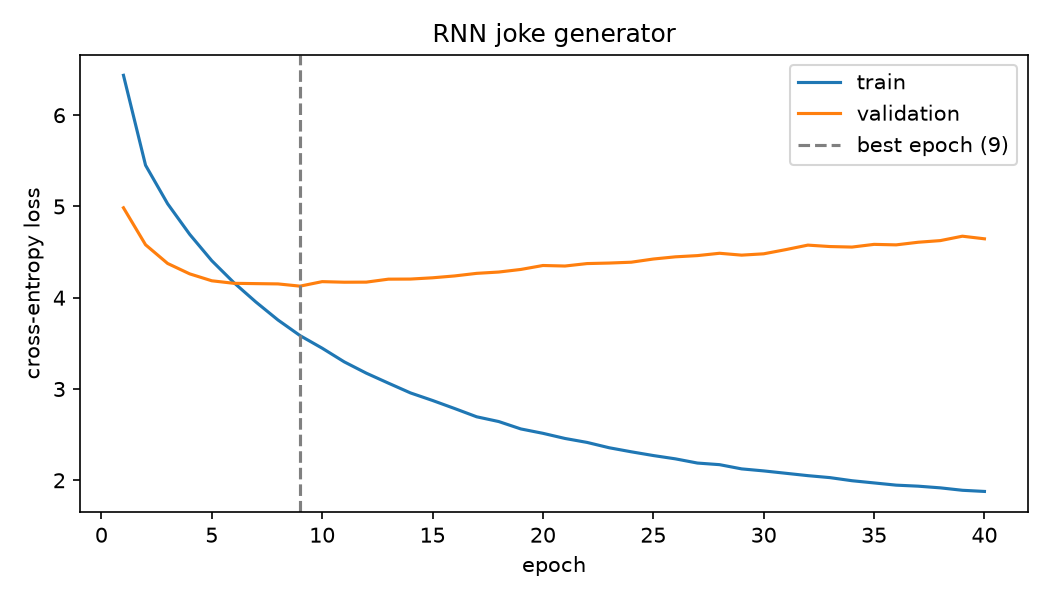 RNN joke generator
train
validation
best epoch (9)
cross-entropy loss
6
5
4
3
2
0 5 10 15 20 25 30 35 40
epoch